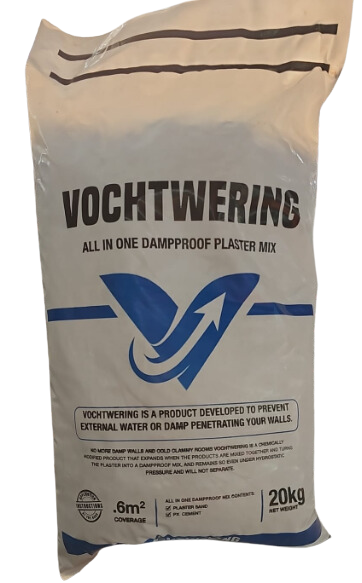 VOCHTWERING
ALL IN ONE DAMPPROOF PLASTER MIX
VOCHTWERING IS A PRODUCT DEVELOPED TO PREVENT
EXTERNAL WATER OR DAMP PENETRATING YOUR WALLS.
NO MORE DAMP WALLS AND COLD CLAMMY ROOMS VOCHTWERING IS A CHEMICALLY
MODIFIED PRODUCT THAT EXPANDS WHEN THE PRODUCTS ARE MIXED TOGETHER AND TURNS
THE PLASTER INTO A DAMPPROOF MIX, AND REMAINS SO EVEN UNDER HYDROSTATIC
PRESSURE AND WILL NOT SEPARATE.
.6m²
COVERAGE
ALL IN ONE DAMPPROOF MIX CONTENTS
PLASTER SAND
CEMENT
20kg
NET WEIGHT